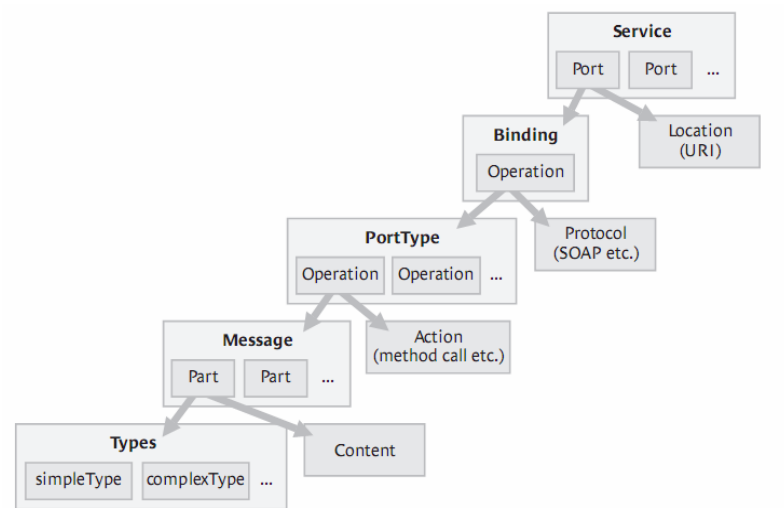 Service
Port Port ...
Binding
Location
(URI)
Operation
PortType
Protocol
(SOAP etc.)
Operation Operation ...
Message
Action
(method call etc.)
Part Part ...
Types
Content
simpleType complexType ...